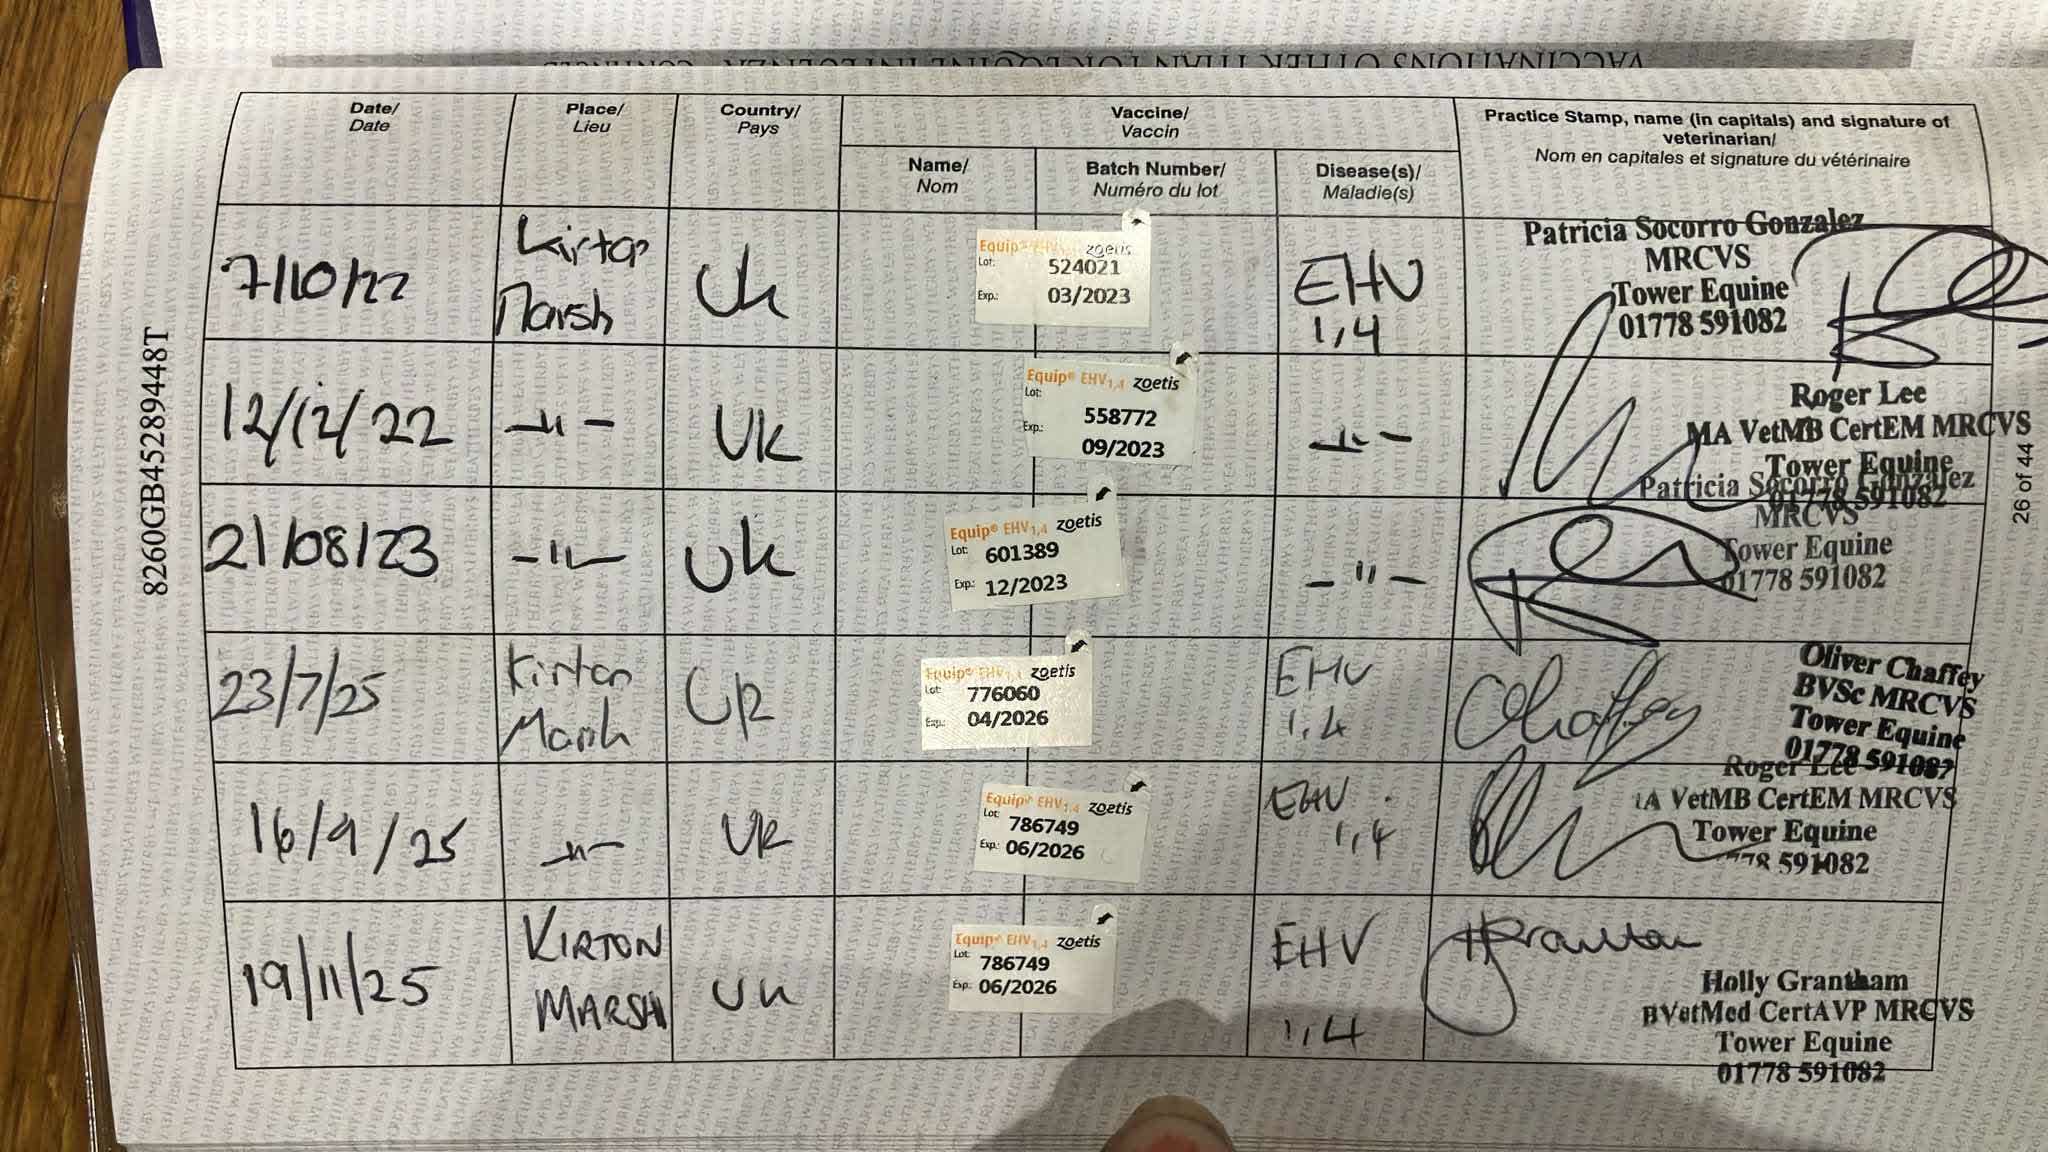 VACCINATIONS OTHER THAN EQUINE INFLUENZA
Date/ Date
Place/ Lieu
Country/ Pays
Vaccine/ Vaccin
Name/ Nom
Batch Number/ Numéro du lot
Disease(s)/ Maladie(s)
Practice Stamp, name (in capitals) and signature of
veterinarian/
Nom en capitales et signature du vétérinaire
7/10/22
Kirton
Marsh
UK
Equip® EHV zoetis
Lot: 524021
Exp.: 03/2023
EHV
1,4
Patricia Socorro Gonzalez
MRCVS
Tower Equine
01778 591082
12/12/22
-〃-
UK
Equip® EHV1,4 zoetis
Lot: 558772
Exp.: 09/2023
-〃-
Roger Lee
MA VetMB CertEM MRCVS
Tower Equine
01778 591082
21/08/23
-〃-
UK
Equip® EHV1,4 zoetis
Lot: 601389
Exp.: 12/2023
-〃-
Patricia Socorro Gonzalez
MRCVS
Tower Equine
01778 591082
23/7/25
Kirton
Marsh
UK
Equip® EHV1,4 zoetis
Lot: 776060
Exp.: 04/2026
EHV
1,4
Oliver Chaffey
BVSc MRCVS
Tower Equine
01778 591082
16/9/25
-〃-
UK
Equip® EHV1,4 zoetis
Lot: 786749
Exp.: 06/2026
EHV
1,4
Roger Lee
IA VetMB CertEM MRCVS
Tower Equine
778 591082
19/11/25
KIRTON
MARSH
UK
Equip® EHV1,4 zoetis
Lot: 786749
Exp.: 06/2026
EHV
1,4
Holly Grantham
BVetMed CertAVP MRCVS
Tower Equine
01778 591082
8260GB45289448T
26 of 44